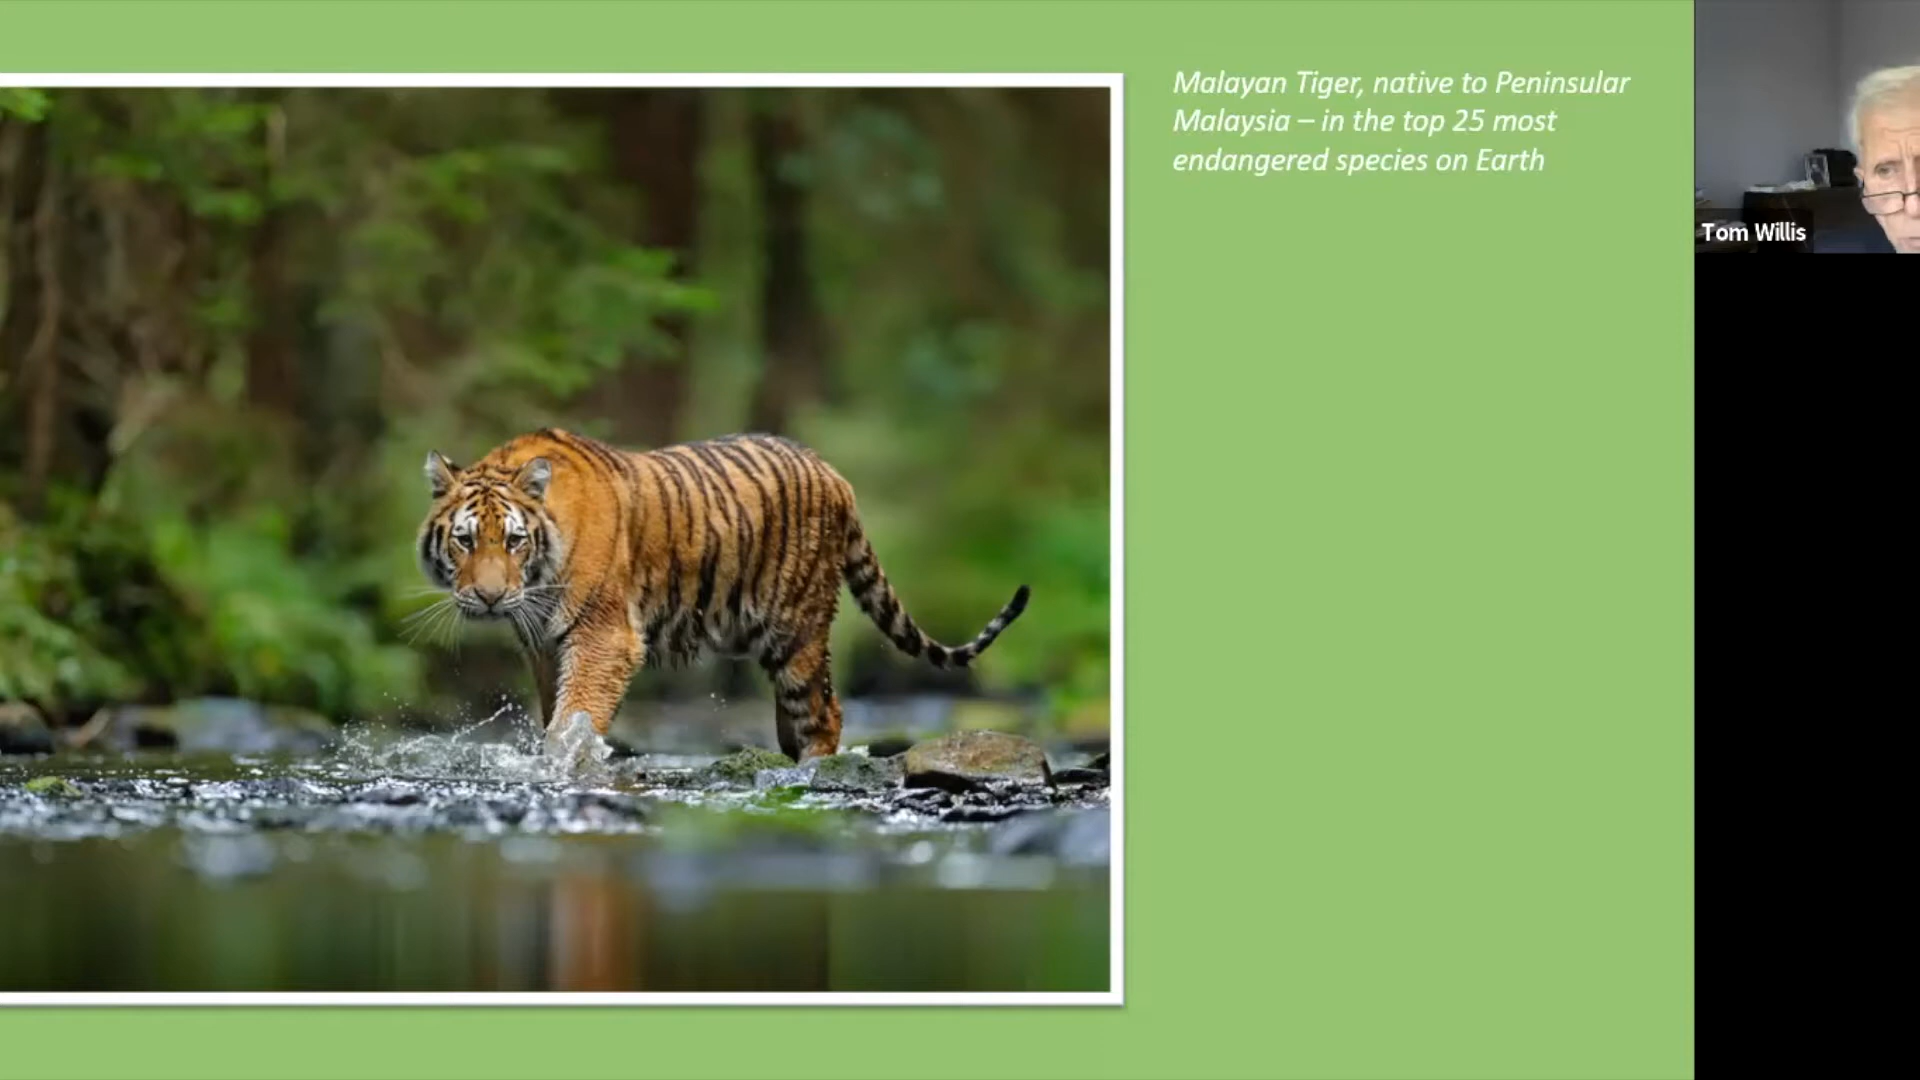 Malayan Tiger, native to Peninsular
Malaysia – in the top 25 most
endangered species on Earth
Tom Willis